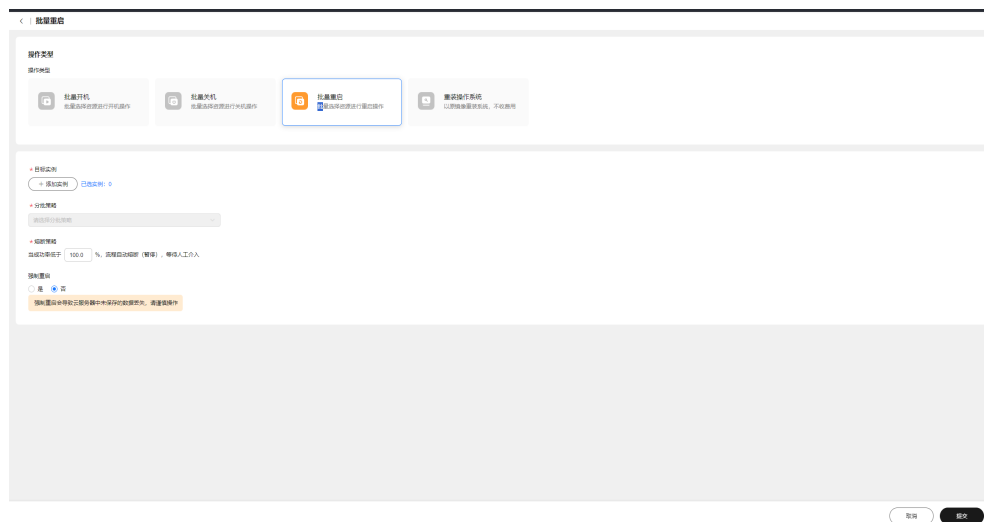 批量重启
操作类型
操作类型
批量开机
批量选择资源进行开机操作
批量关机
批量选择资源进行关机操作
批量重启
批量选择资源进行重启操作
重装操作系统
以原镜像重装系统，不收费用
* 目标实例
+ 添加实例 已选实例：0
* 分批策略
请选择分批策略
* 熔断策略
当成功率低于 100.0 %，流程自动熔断（暂停），等待人工介入
强制重启
是 否
强制重启会导致云服务器中未保存的数据丢失，请谨慎操作
取消 提交